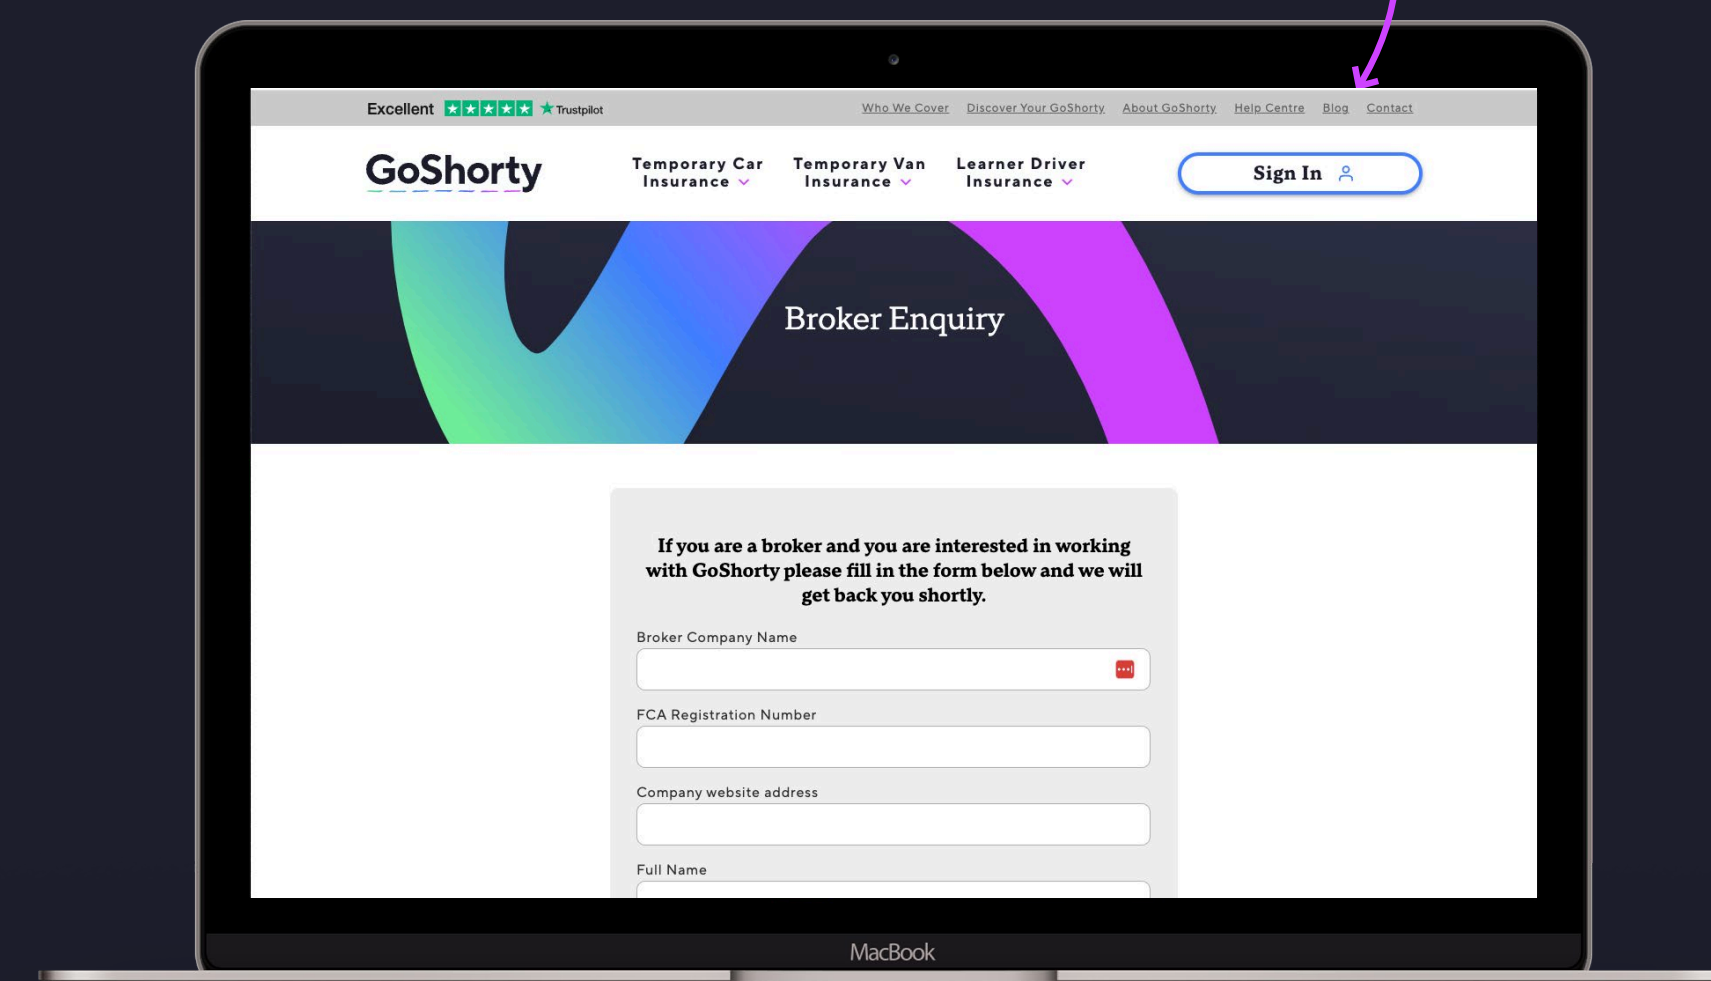 Excellent Trustpilot
Who We Cover Discover Your GoShorty About GoShorty Help Centre Blog Contact
GoShorty
Temporary Car
Insurance
Temporary Van
Insurance
Learner Driver
Insurance
Sign In
Broker Enquiry
If you are a broker and you are interested in working
with GoShorty please fill in the form below and we will
get back you shortly.
Broker Company Name
FCA Registration Number
Company website address
Full Name
MacBook